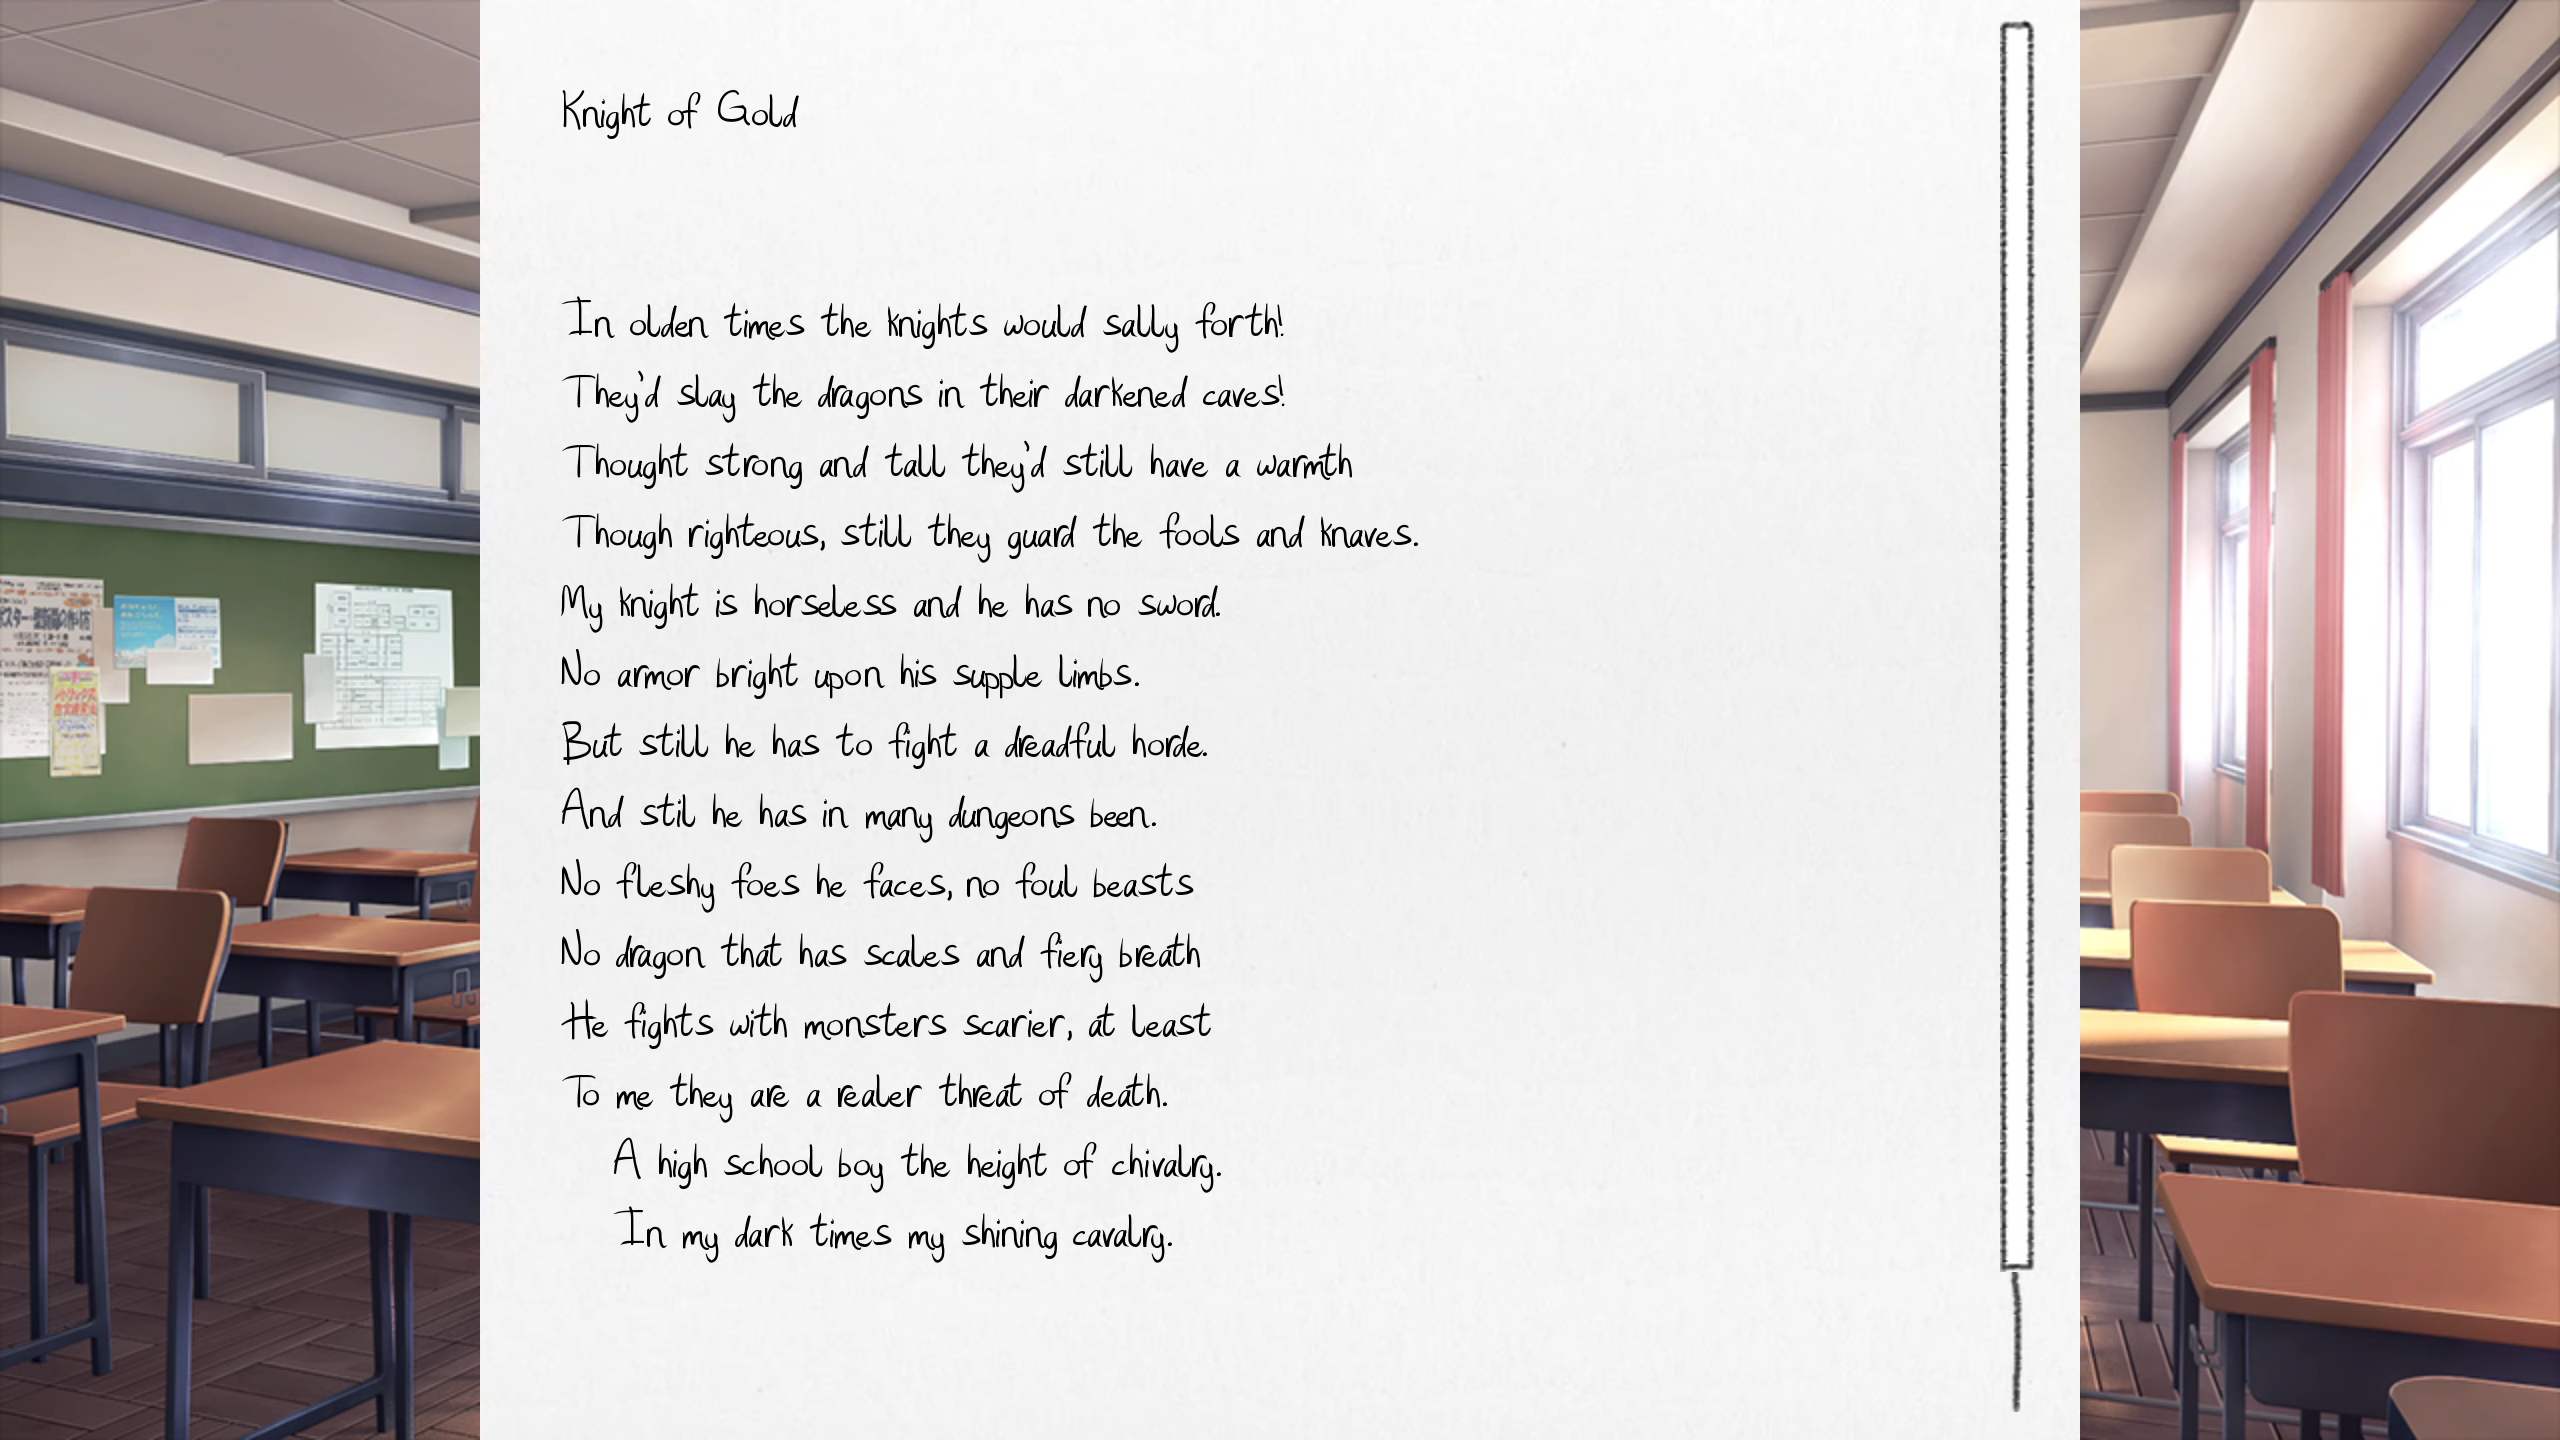 Knight of Gold
In olden times the knights would sally forth!
They'd slay the dragons in their darkened caves!
Thought strong and tall they'd still have a warmth
Though righteous, still they guard the fools and knaves.
My knight is horseless and he has no sword.
No armor bright upon his supple limbs.
But still he has to fight a dreadful horde.
And stil he has in many dungeons been.
No fleshy foes he faces, no foul beasts
No dragon that has scales and fiery breath
He fights with monsters scarier, at least
To me they are a realer threat of death.
A high school boy the height of chivalry.
In my dark times my shining cavalry.